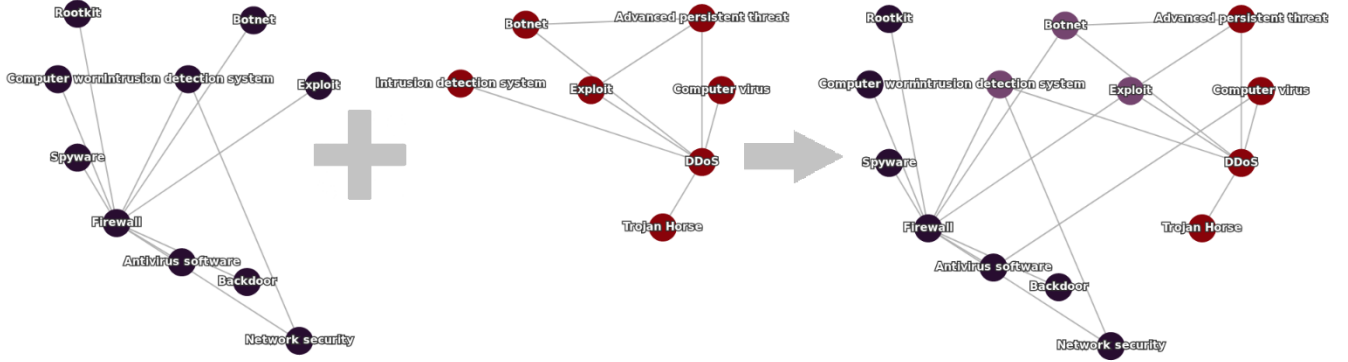 Rootkit
Botnet
Computer worm
Intrusion detection system
Exploit
Spyware
Firewall
Antivirus software
Backdoor
Network security
Botnet
Advanced persistent threat
Intrusion detection system
Exploit
Computer virus
DDoS
Trojan Horse
Rootkit
Botnet
Advanced persistent threat
Computer worm
Intrusion detection system
Exploit
Computer virus
Spyware
DDoS
Firewall
Trojan Horse
Antivirus software
Backdoor
Network security